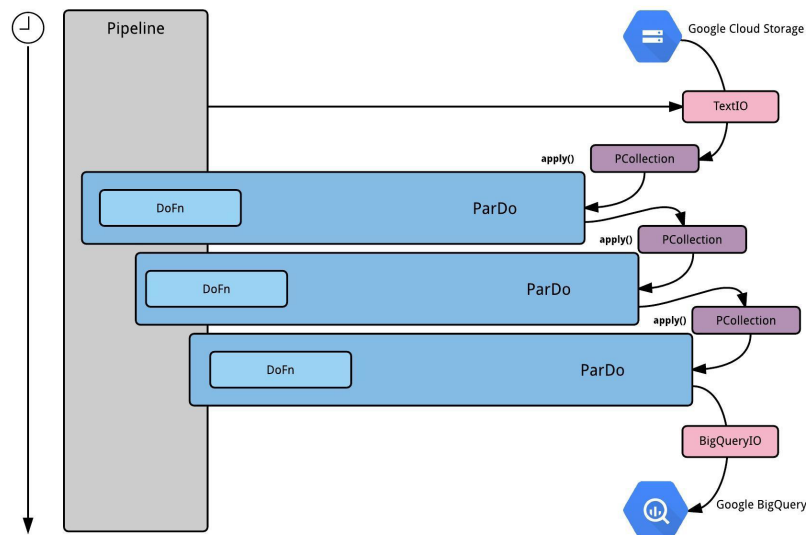 Pipeline
Google Cloud Storage
TextIO
apply()
PCollection
DoFn
ParDo
apply()
PCollection
DoFn
ParDo
apply()
PCollection
DoFn
ParDo
BigQueryIO
Google BigQuery